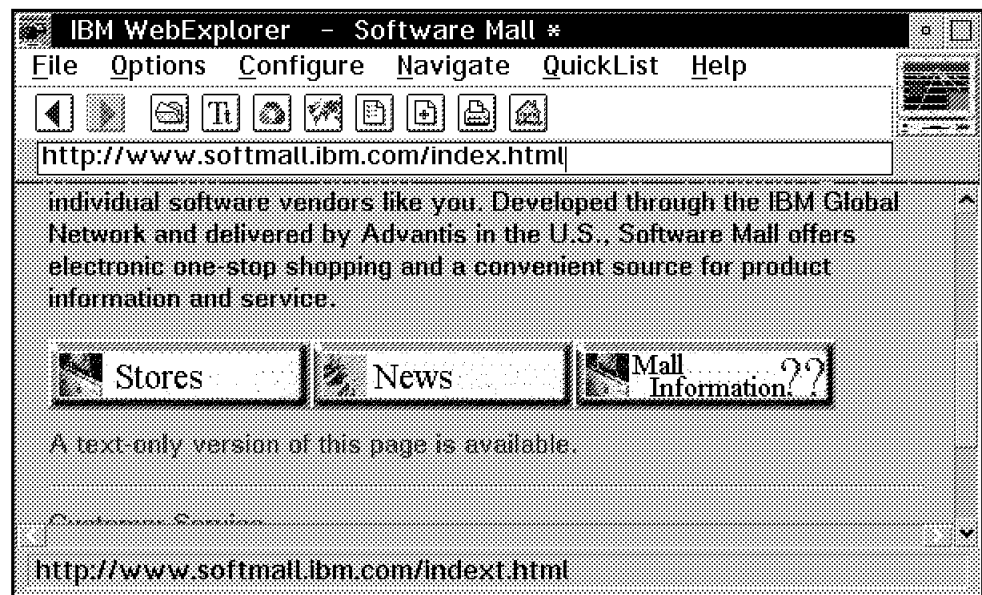 IBM WebExplorer - Software Mall *
File Options Configure Navigate QuickList Help
Tt
http://www.softmall.ibm.com/index.html
individual software vendors like you. Developed through the IBM Global
Network and delivered by Advantis in the U.S., Software Mall offers
electronic one-stop shopping and a convenient source for product
information and service.
Stores News Mall Information??
A text-only version of this page is available.
Customer Service
http://www.softmall.ibm.com/indext.html